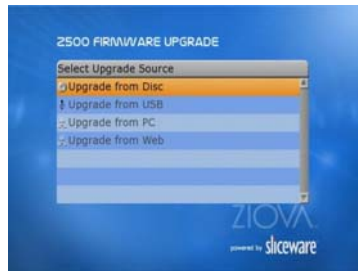 Z500 FIRMWARE UPGRADE
Select Upgrade Source
Upgrade from Disc
Upgrade from USB
Upgrade from PC
Upgrade from Web
ZIOVA
powered by sliceware